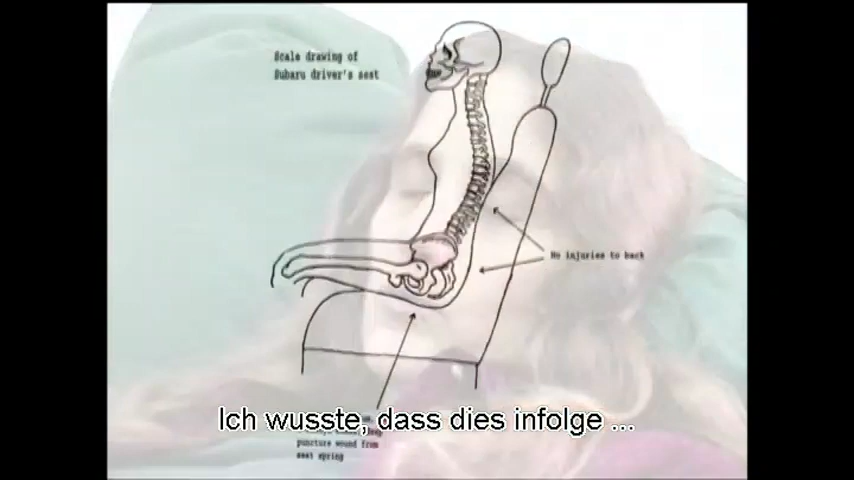 Scale drawing of
Subaru driver's seat
No injuries to back
Ich wusste, dass dies infolge ...
puncture wound from
seat spring